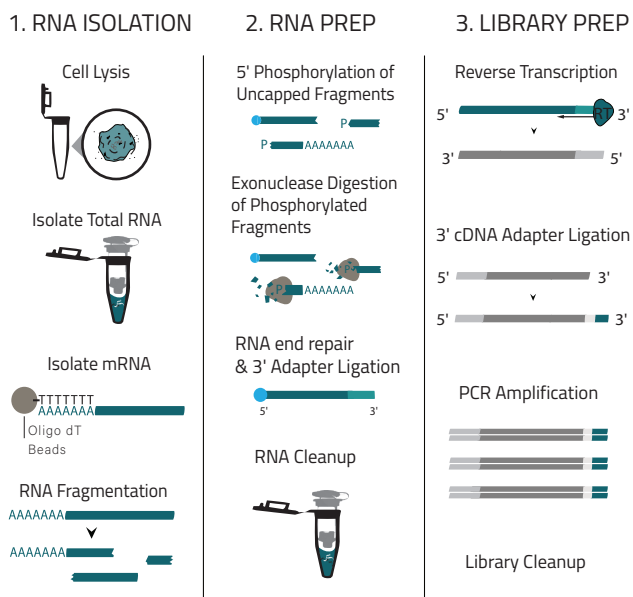 1. RNA ISOLATION
Cell Lysis
Isolate Total RNA
Isolate mRNA
TTTTTTT
AAAAAAA
Oligo dT
Beads
RNA Fragmentation
AAAAAAA
AAAAAAA
2. RNA PREP
5' Phosphorylation of
Uncapped Fragments
P
P AAAAAAA
Exonuclease Digestion
of Phosphorylated
Fragments
P
P AAAAAAA
RNA end repair
& 3' Adapter Ligation
5' 3'
RNA Cleanup
3. LIBRARY PREP
Reverse Transcription
5' RT 3'
3' 5'
3' cDNA Adapter Ligation
5' 3'
5' 3'
PCR Amplification
Library Cleanup